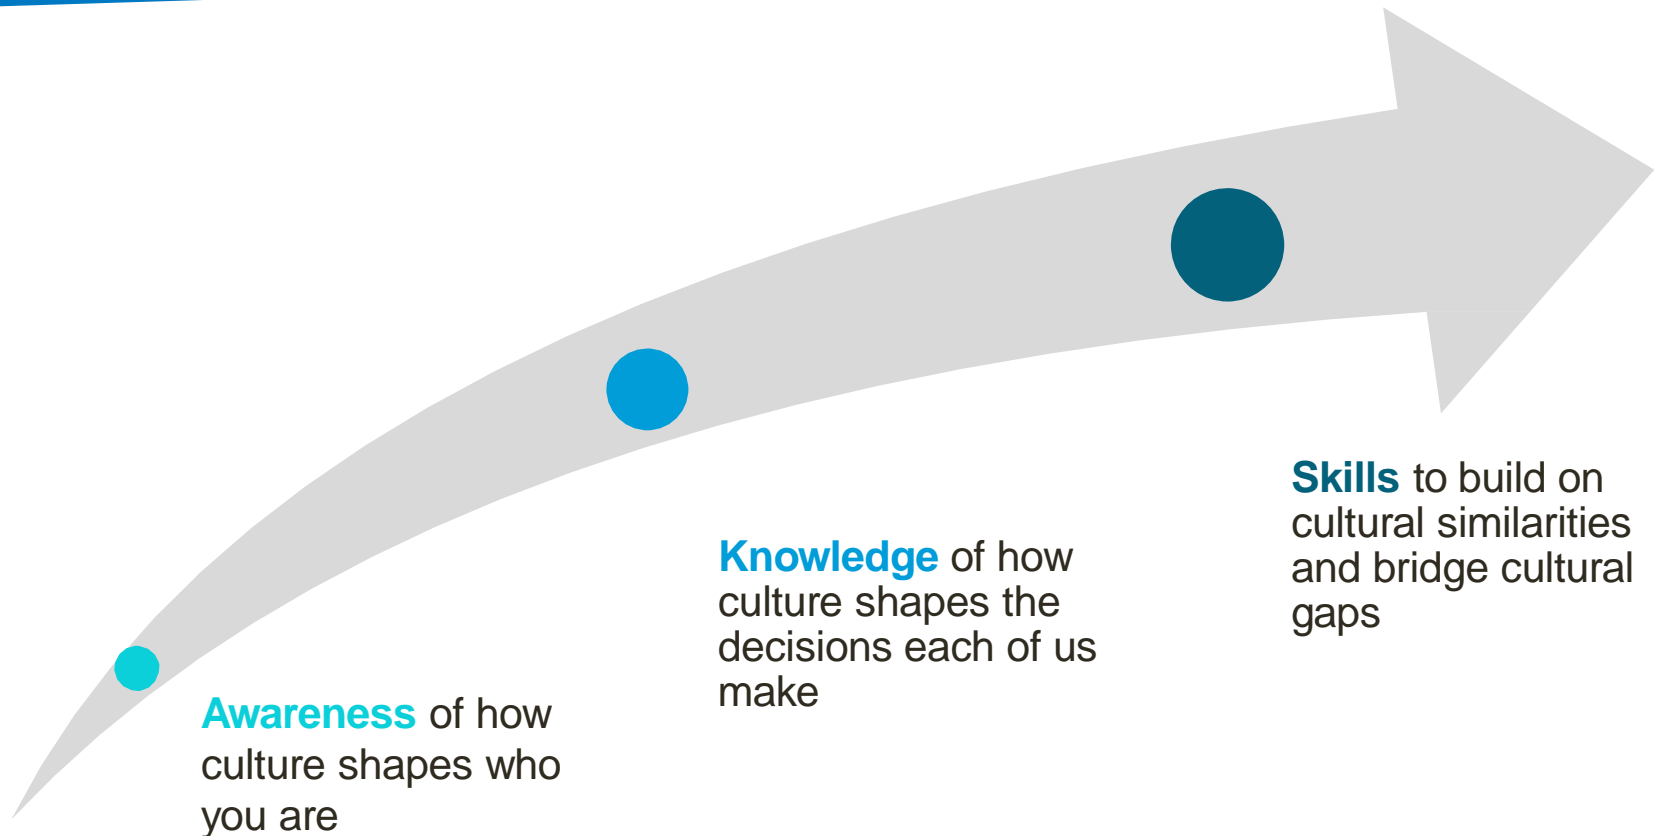 Awareness of how
culture shapes who
you are
Knowledge of how
culture shapes the
decisions each of us
make
Skills to build on
cultural similarities
and bridge cultural
gaps